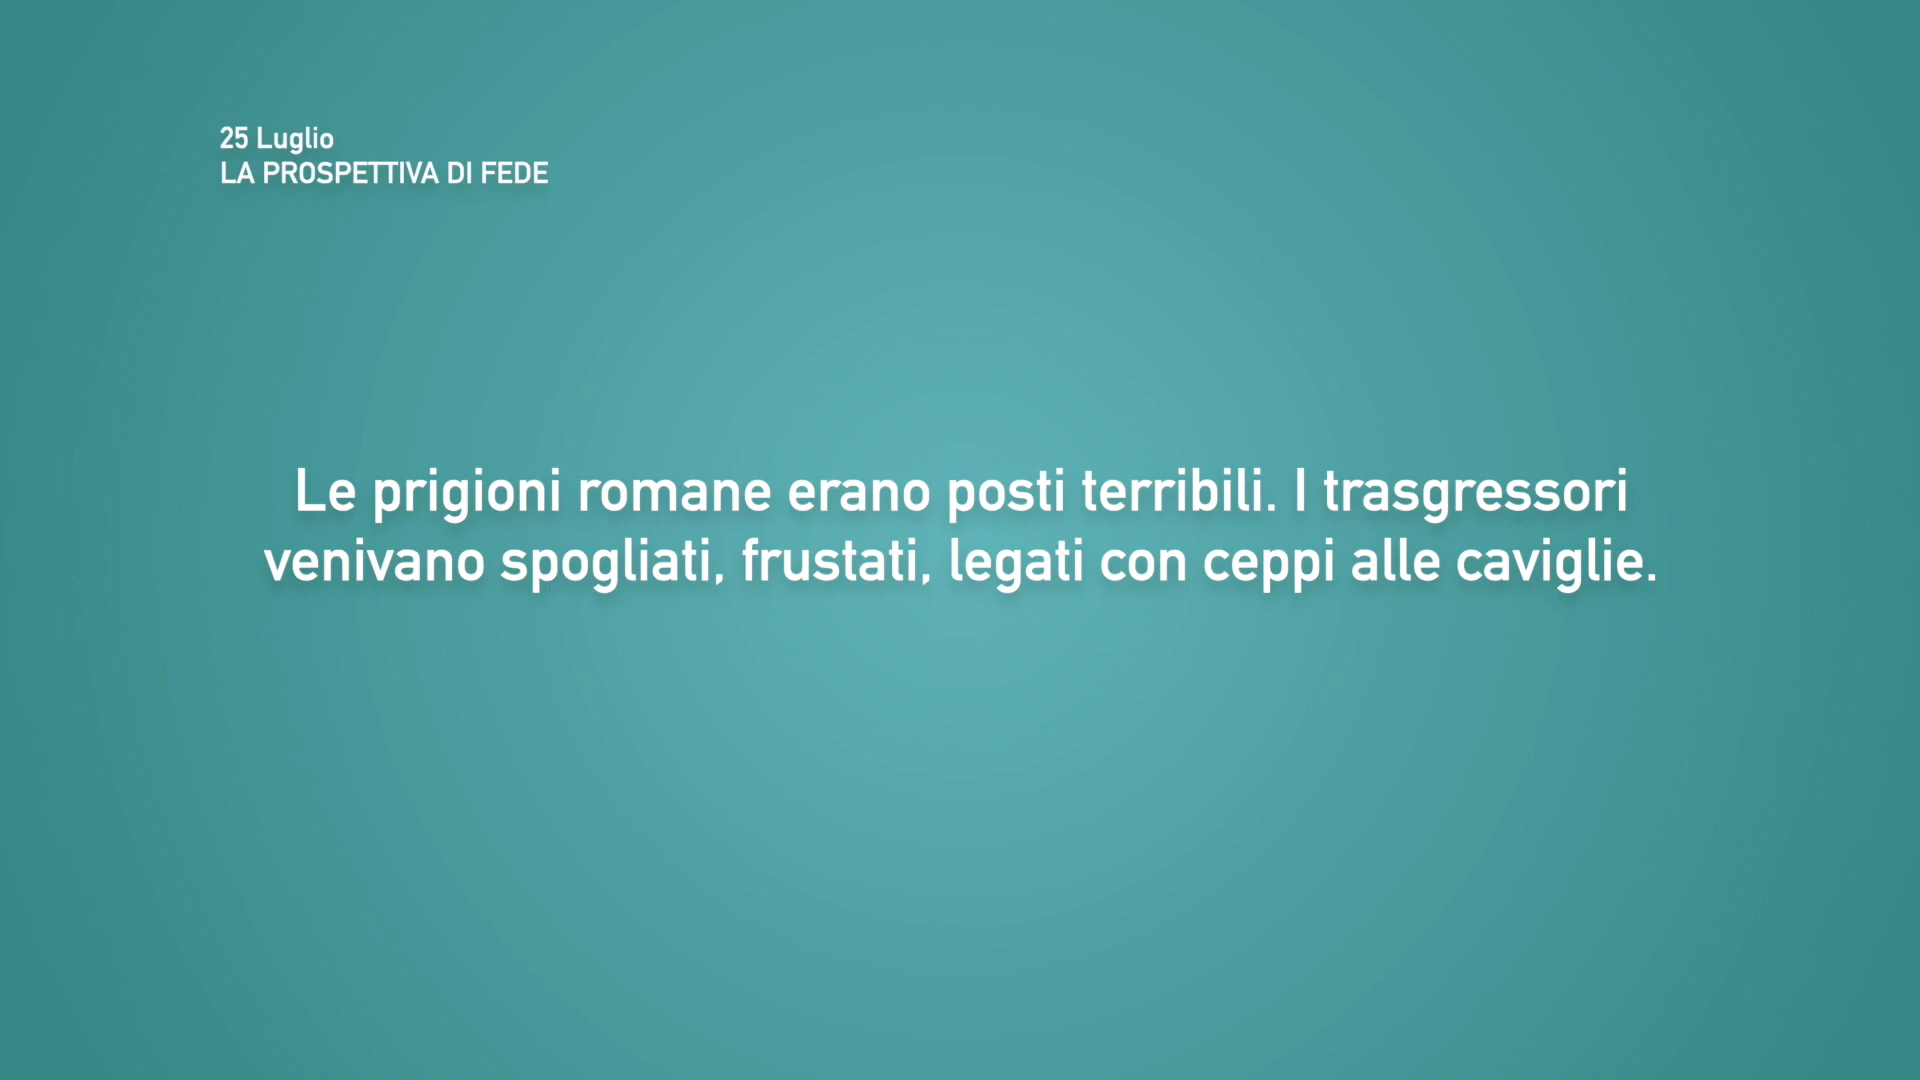 25 Luglio
LA PROSPETTIVA DI FEDE
Le prigioni romane erano posti terribili. I trasgressori
venivano spogliati, frustati, legati con ceppi alle caviglie.